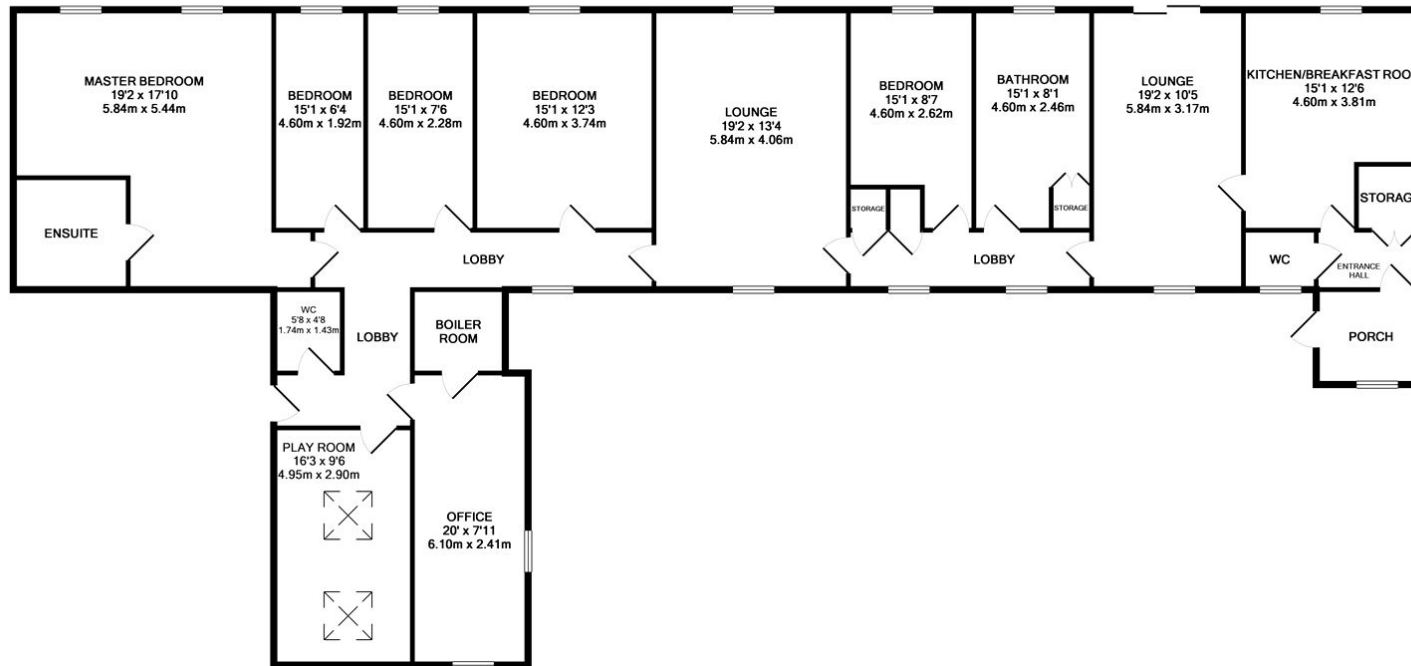 MASTER BEDROOM
19'2 x 17'10
5.84m x 5.44m
ENSUITE
BEDROOM
15'1 x 6'4
4.60m x 1.92m
BEDROOM
15'1 x 7'6
4.60m x 2.28m
BEDROOM
15'1 x 12'3
4.60m x 3.74m
LOBBY
LOUNGE
19'2 x 13'4
5.84m x 4.06m
BEDROOM
15'1 x 8'7
4.60m x 2.62m
STORAGE
BATHROOM
15'1 x 8'1
4.60m x 2.46m
STORAGE
LOBBY
LOUNGE
19'2 x 10'5
5.84m x 3.17m
KITCHEN/BREAKFAST ROO
15'1 x 12'6
4.60m x 3.81m
STORAG
WC
ENTRANCE
HALL
PORCH
WC
5'8 x 4'8
1.74m x 1.43m
LOBBY
BOILER
ROOM
PLAY ROOM
16'3 x 9'6
4.95m x 2.90m
OFFICE
20' x 7'11
6.10m x 2.41m